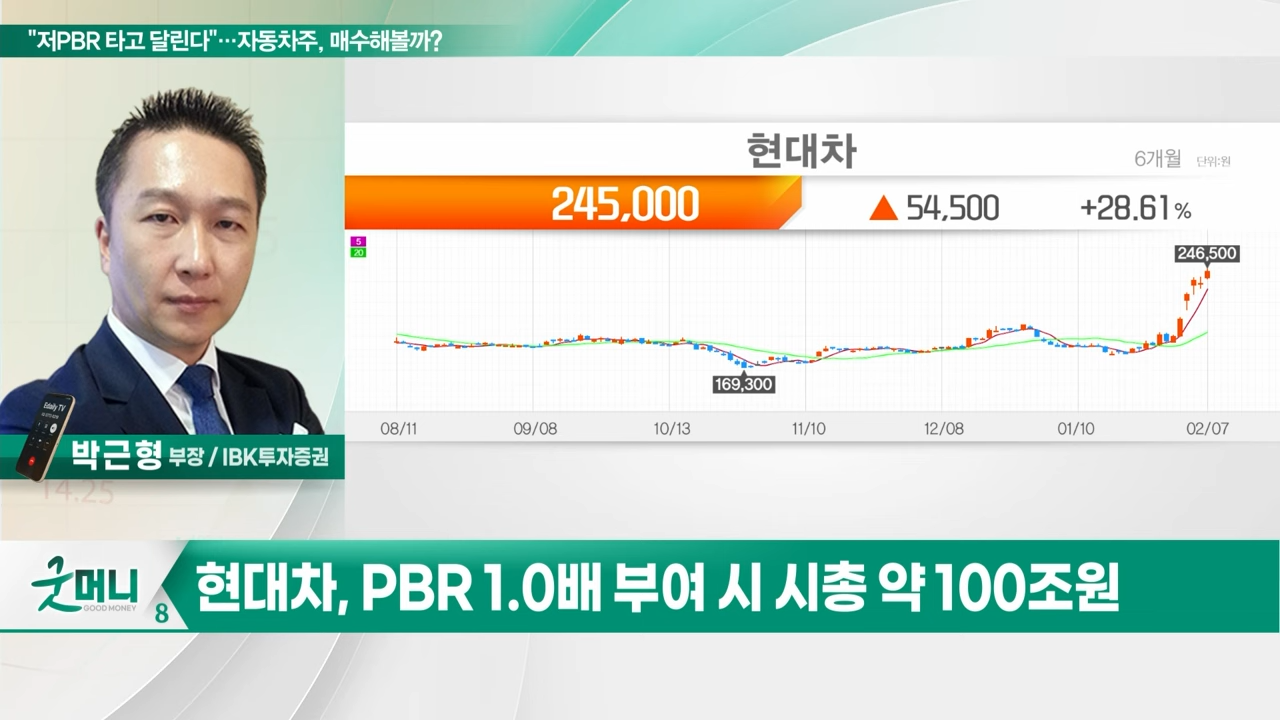 "저PBR 타고 달린다"…자동차주, 매수해볼까?
현대차
6개월 단위:원
245,000 ▲ 54,500 +28.61%
5
20
246,500
169,300
08/11 09/08 10/13 11/10 12/08 01/10 02/07
Edaily TV
박근형 부장 / IBK투자증권
14.25
굿머니
GOOD MONEY
8
현대차, PBR 1.0배 부여 시 시총 약 100조원